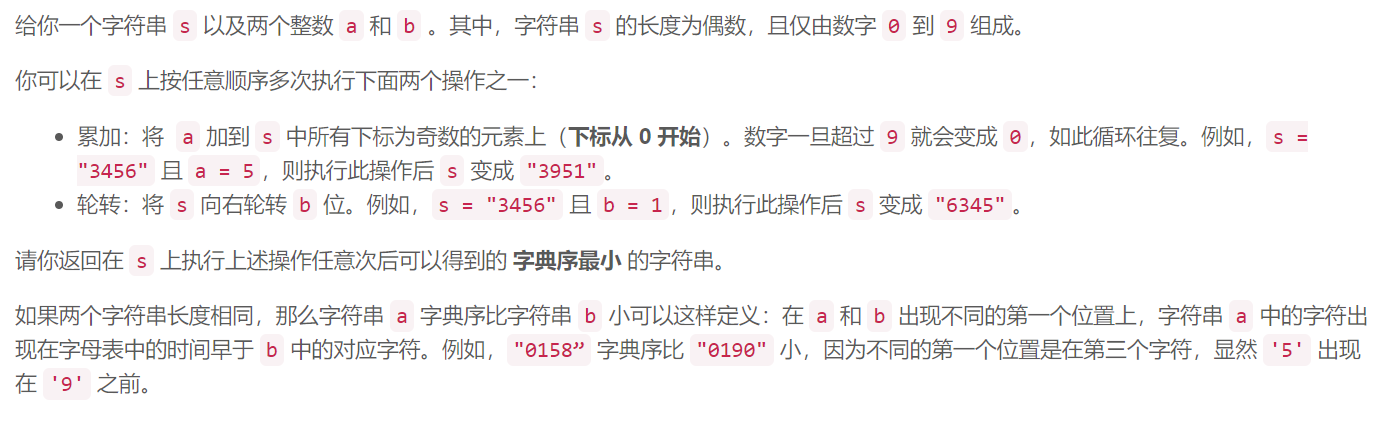 给你一个字符串 s 以及两个整数 a 和 b 。其中，字符串 s 的长度为偶数，且仅由数字 0 到 9 组成。
你可以在 s 上按任意顺序多次执行下面两个操作之一：
• 累加：将 a 加到 s 中所有下标为奇数的元素上（下标从 0 开始）。数字一旦超过 9 就会变成 0，如此循环往复。例如，s =
"3456" 且 a = 5，则执行此操作后 s 变成 "3951"。
• 轮转：将 s 向右轮转 b 位。例如，s = "3456" 且 b = 1，则执行此操作后 s 变成 "6345"。
请你返回在 s 上执行上述操作任意次后可以得到的 字典序最小 的字符串。
如果两个字符串长度相同，那么字符串 a 字典序比字符串 b 小可以这样定义：在 a 和 b 出现不同的第一个位置上，字符串 a 中的字符出
现在字母表中的时间早于 b 中的对应字符。例如，"0158” 字典序比 "0190" 小，因为不同的第一个位置是在第三个字符，显然 '5' 出现
在 '9' 之前。